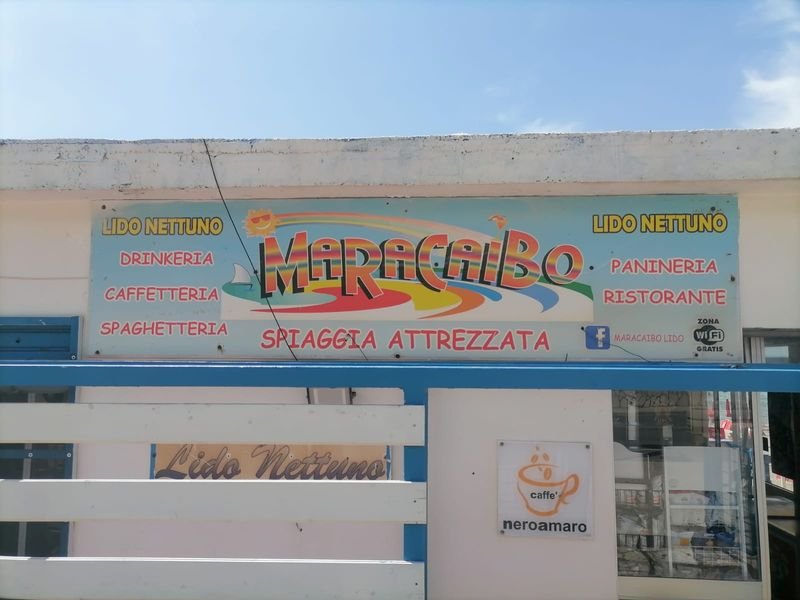 LIDO NETTUNO
DRINKERIA
CAFFETTERIA
SPAGHETTERIA
MARACAIBO
SPIAGGIA ATTREZZATA
LIDO NETTUNO
PANINERIA
RISTORANTE
f MARACAIBO LIDO
ZONA
WiFi
GRATIS
Lido Nettuno
caffe'
neroamaro